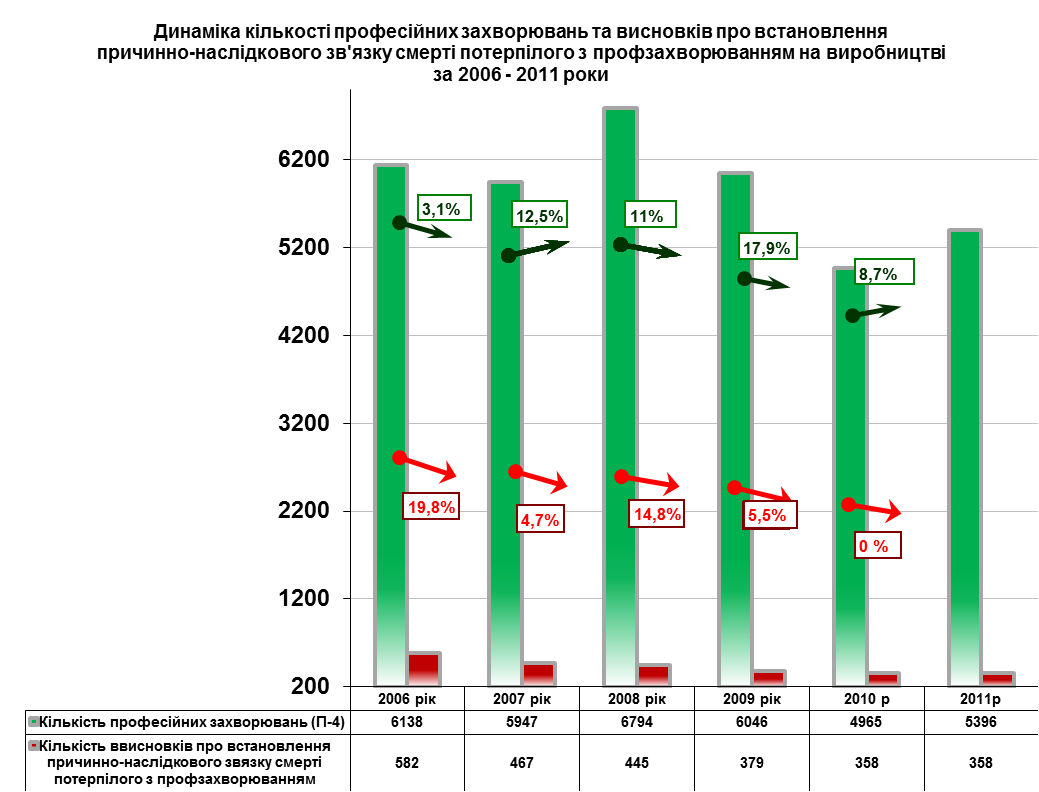 Динаміка кількості професійних захворювань та висновків про встановлення
причинно-наслідкового зв'язку смерті потерпілого з профзахворюванням на виробництві
за 2006 - 2011 роки
6200
5200
4200
3200
2200
1200
200
3,1%
12,5%
11%
17,9%
8,7%
19,8%
4,7%
14,8%
5,5%
0 %
2006 рік 2007 рік 2008 рік 2009 рік 2010 р 2011р
Кількість професійних захворювань (П-4) 6138 5947 6794 6046 4965 5396
Кількість ввисновків про встановлення
причинно-наслідкового звязку смерті
потерпілого з профзахворюванням
582 467 445 379 358 358